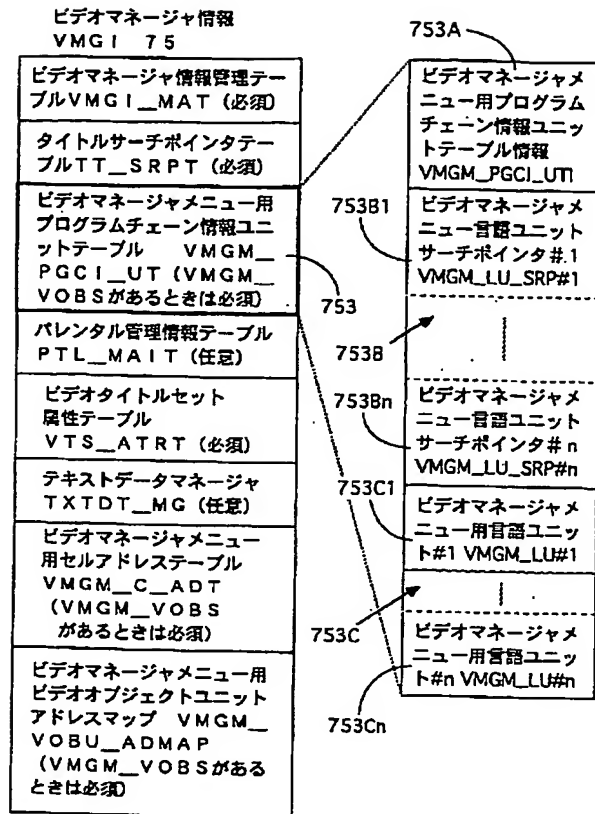 ビデオマネージャ情報
VMGI 75
ビデオマネージャ情報管理テー
ブルVMGI__MAT (必須)
タイトルサーチポインタテー
ブルTT__SRPT (必須)
ビデオマネージャメニュー用
プログラムチェーン情報ユニ
ットテーブル VMGM__
PGCI__UT (VMGM__
VOBSがあるときは必須)
パレンタル管理情報テーブル
PTL__MAIT (任意)
ビデオタイトルセット
属性テーブル
VTS__ATRT (必須)
テキストデータマネージャ
TXTDT__MG (任意)
ビデオマネージャメニュー
用セルアドレステーブル
VMGM__C__ADT
(VMGM__VOBS
があるときは必須)
ビデオマネージャメニュー用
ビデオオブジェクトユニット
アドレスマップ VMGM__
VOBU__ADMAP
(VMGM__VOBSがある
ときは必須)
753
753A
ビデオマネージャメ
ニュー用プログラム
チェーン情報ユニッ
トテーブル情報
VMGM_PGCI_UTI
753B1
ビデオマネージャメ
ニュー言語ユニット
サーチポインタ#.1
VMGM_LU_SRP#1
753B
753Bn
ビデオマネージャメ
ニュー言語ユニット
サーチポインタ#n
VMGM_LU_SRP#n
753C1
ビデオマネージャメ
ニュー用言語ユニッ
ト#1 VMGM_LU#1
753C
ビデオマネージャメ
ニュー用言語ユニッ
ト#n VMGM_LU#n
753Cn